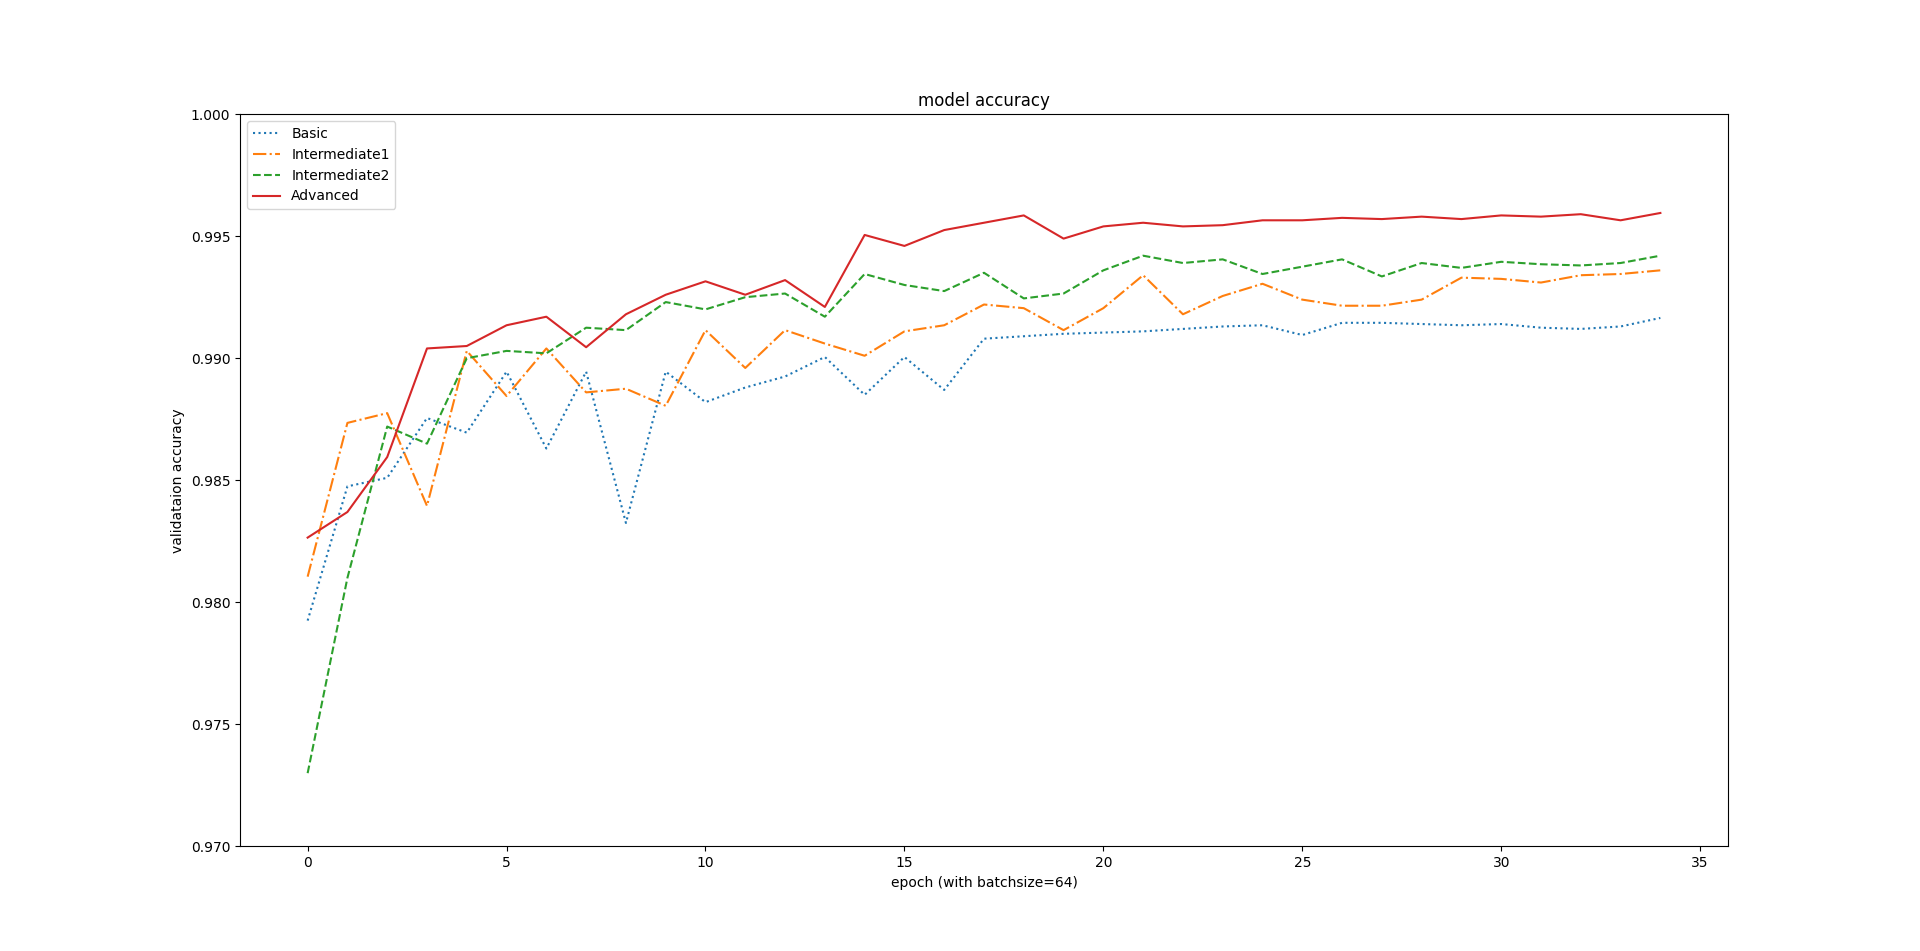 model accuracy
1.000
0.995
0.990
0.985
0.980
0.975
0.970
validataion accuracy
Basic
Intermediate1
Intermediate2
Advanced
0 5 10 15 20 25 30 35
epoch (with batchsize=64)